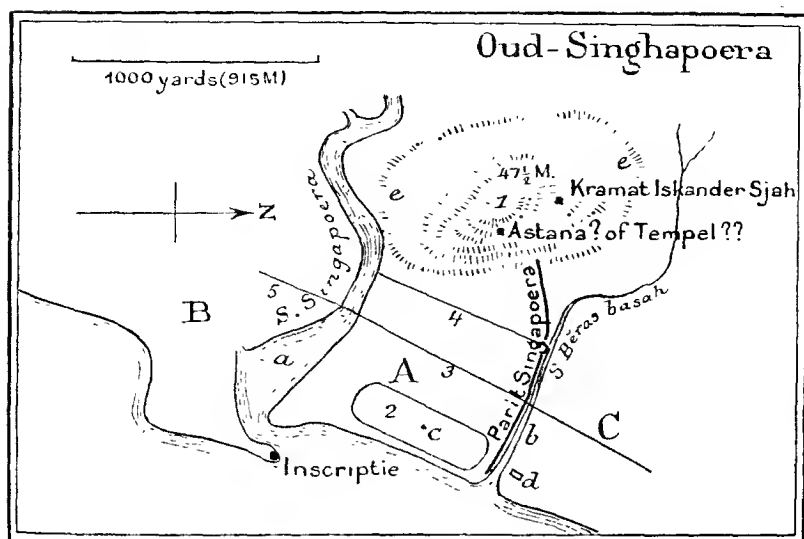 Oud-Singhapoera
1000 yards (915M)
47½ M.
e
e
1
Kramat Iskander Sjah
Astana? of Tempel??
Z
S. Singapoera
5
B
4
Parit Singapoera
S Bĕras basah
a
A
3
2
c
C
b
d
Inscriptie